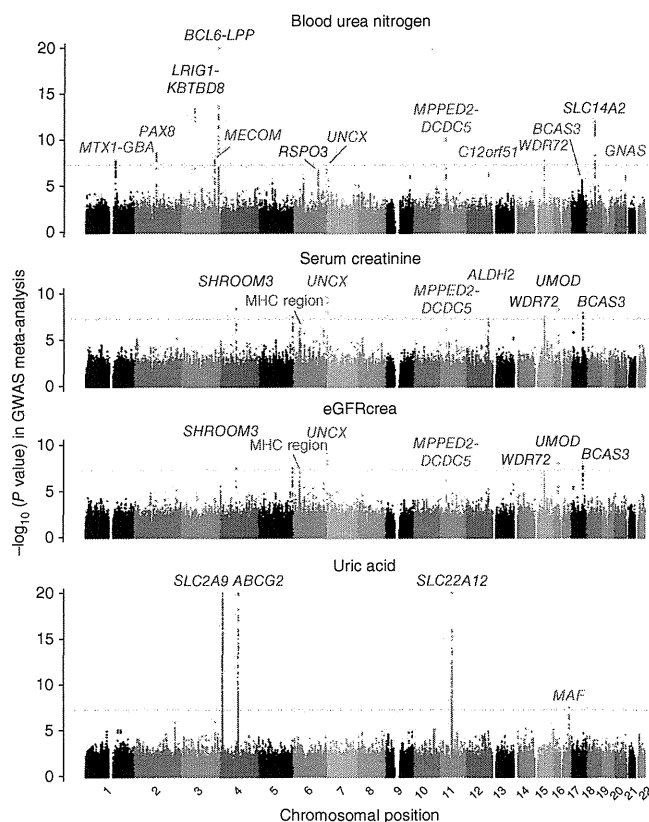 Blood urea nitrogen
20
15
10
5
0
BCL6-LPP
LRIG1-
KBTBD8
MTX1-GBA
PAX8
MECOM
RSPO3
UNCX
MPPED2-
DCDC5
C12orf51
SLC14A2
BCAS3
WDR72
GNAS
Serum creatinine
10
5
0
SHROOM3
MHC region
UNCX
MPPED2-
DCDC5
ALDH2
WDR72
UMOD
BCAS3
eGFRcrea
10
5
0
SHROOM3
MHC region
UNCX
MPPED2-
DCDC5
WDR72
UMOD
BCAS3
Uric acid
20
15
10
5
0
SLC2A9 ABCG2
SLC22A12
MAF
–log10 (P value) in GWAS meta-analysis
1 2 3 4 5 6 7 8 9 10 11 12 13 14 15 16 17 18 19 20 21 22
Chromosomal position